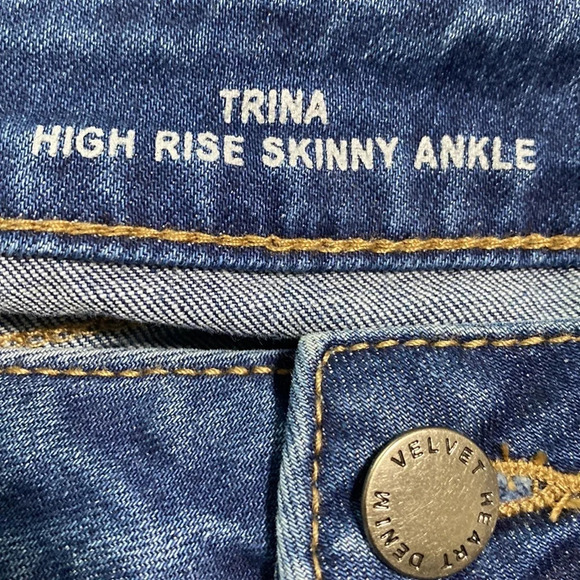 TRINA
HIGH RISE SKINNY ANKLE
VELVET HEART DENIM